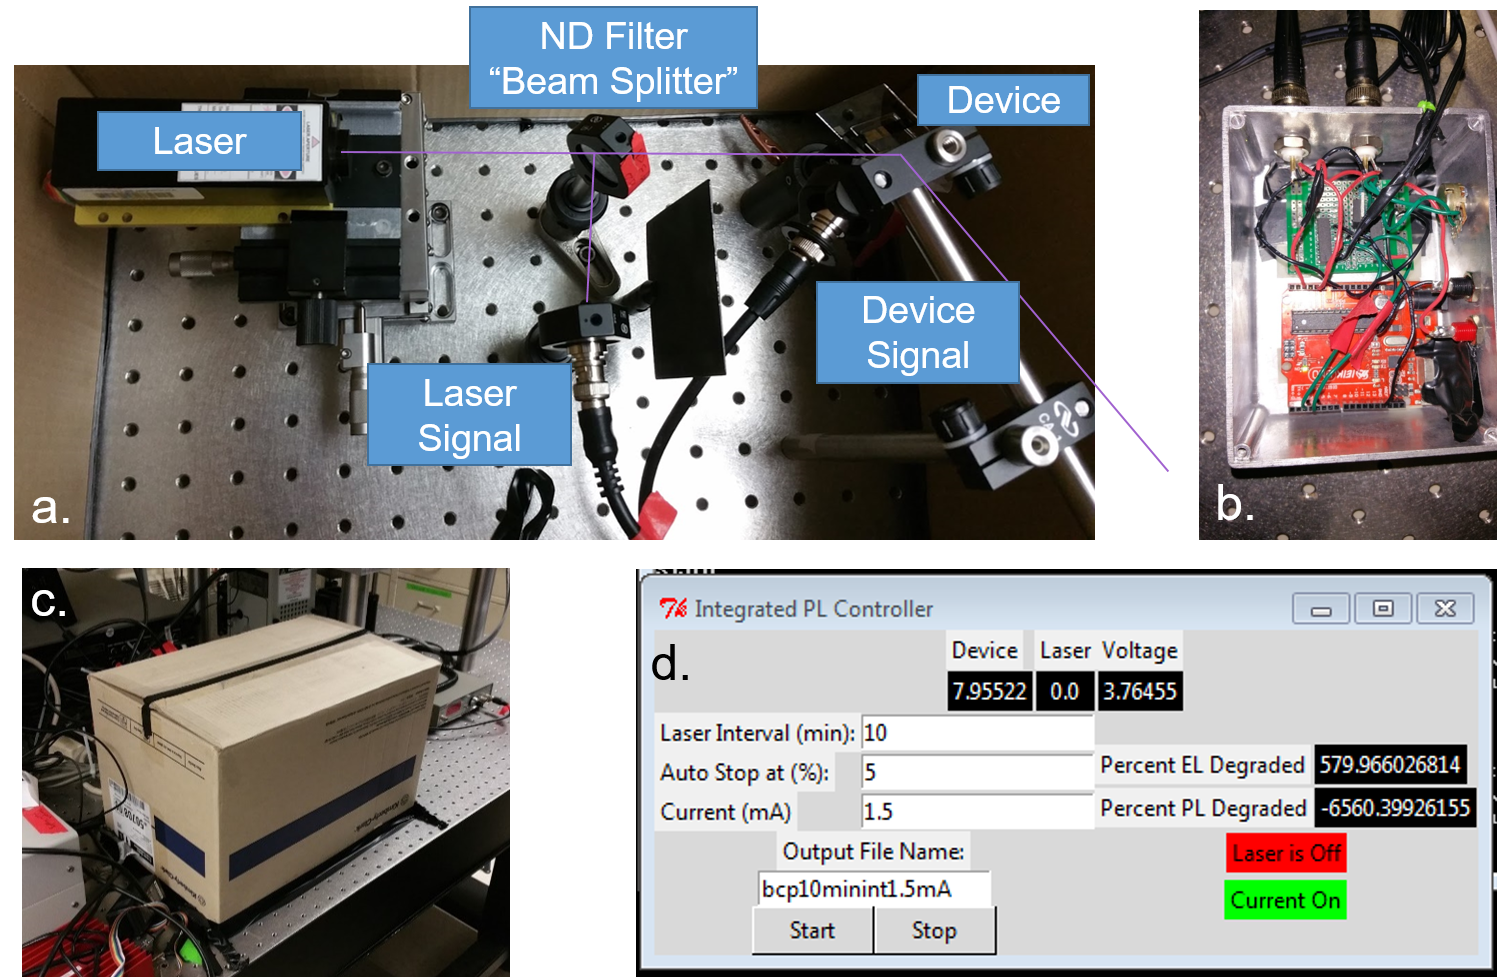 ND Filter
“Beam Splitter”
Device
Laser
Device
Signal
Laser
Signal
a.
b.
c.
Kimberly-Clark
d.
Integrated PL Controller
Device Laser Voltage
7.95522 0.0 3.76455
Laser Interval (min): 10
Auto Stop at (%): 5
Percent EL Degraded 579.966026814
Current (mA) 1.5
Percent PL Degraded -6560.39926155
Output File Name:
Laser is Off
bcp10minint1.5mA
Current On
Start Stop